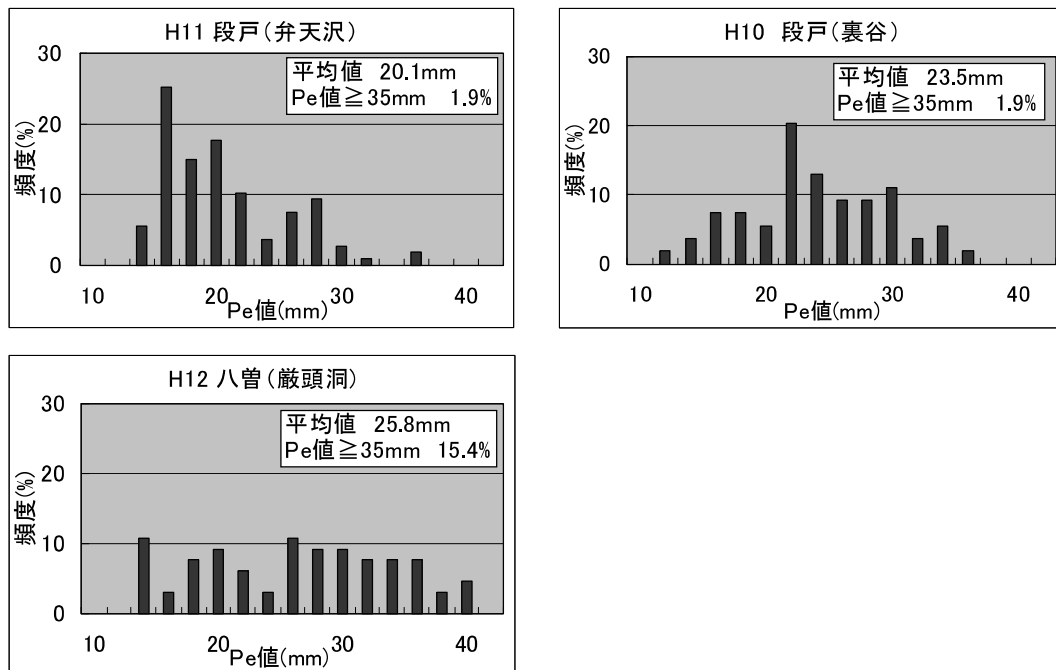 H11 段戸(弁天沢)
30
20
10
0
頻度(%)
平均値 20.1mm
Pe値≧35mm 1.9%
10 20 30 40
Pe値(mm)
H10 段戸(裏谷)
30
20
10
0
頻度(%)
平均値 23.5mm
Pe値≧35mm 1.9%
10 20 30 40
Pe値(mm)
H12 八曽(厳頭洞)
30
20
10
0
頻度(%)
平均値 25.8mm
Pe値≧35mm 15.4%
10 20 30 40
Pe値(mm)